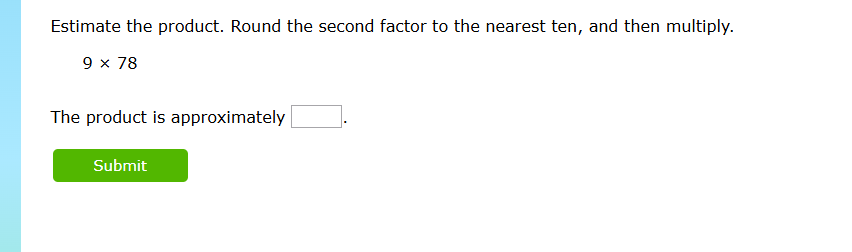 Estimate the product. Round the second factor to the nearest ten, and then multiply.
9 × 78
The product is approximately .
Submit